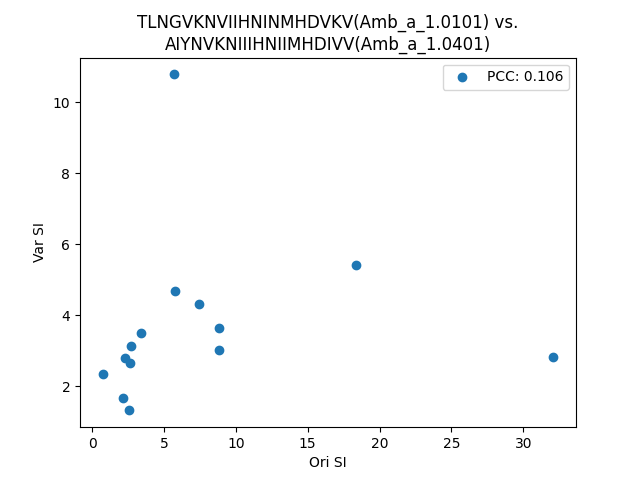 TLNGVKNVIIHNINMHDVKV(Amb_a_1.0101) vs.
AIYNVKNIIIHNIIMHDIVV(Amb_a_1.0401)
PCC: 0.106
10
8
6
4
2
Var SI
0 5 10 15 20 25 30
Ori SI